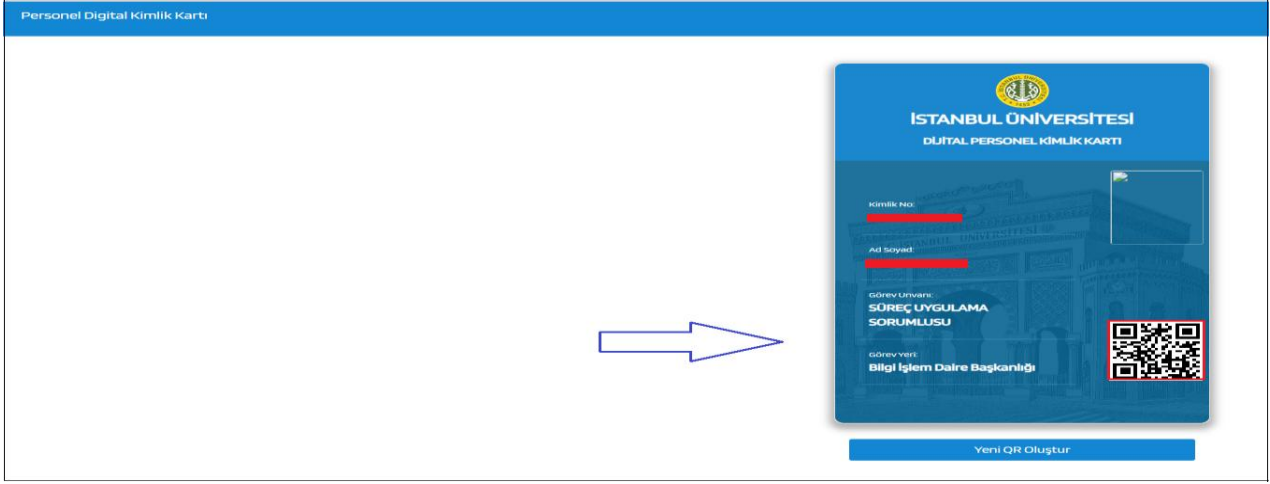 Personel Digital Kimlik Kartı
İSTANBUL ÜNİVERSİTESİ
DİJİTAL PERSONEL KİMLİK KARTI
Kimlik No:
Ad Soyad:
Görev Unvanı:
SÜREÇ UYGULAMA
SORUMLUSU
Görev Yeri:
Bilgi İşlem Daire Başkanlığı
Yeni QR Oluştur